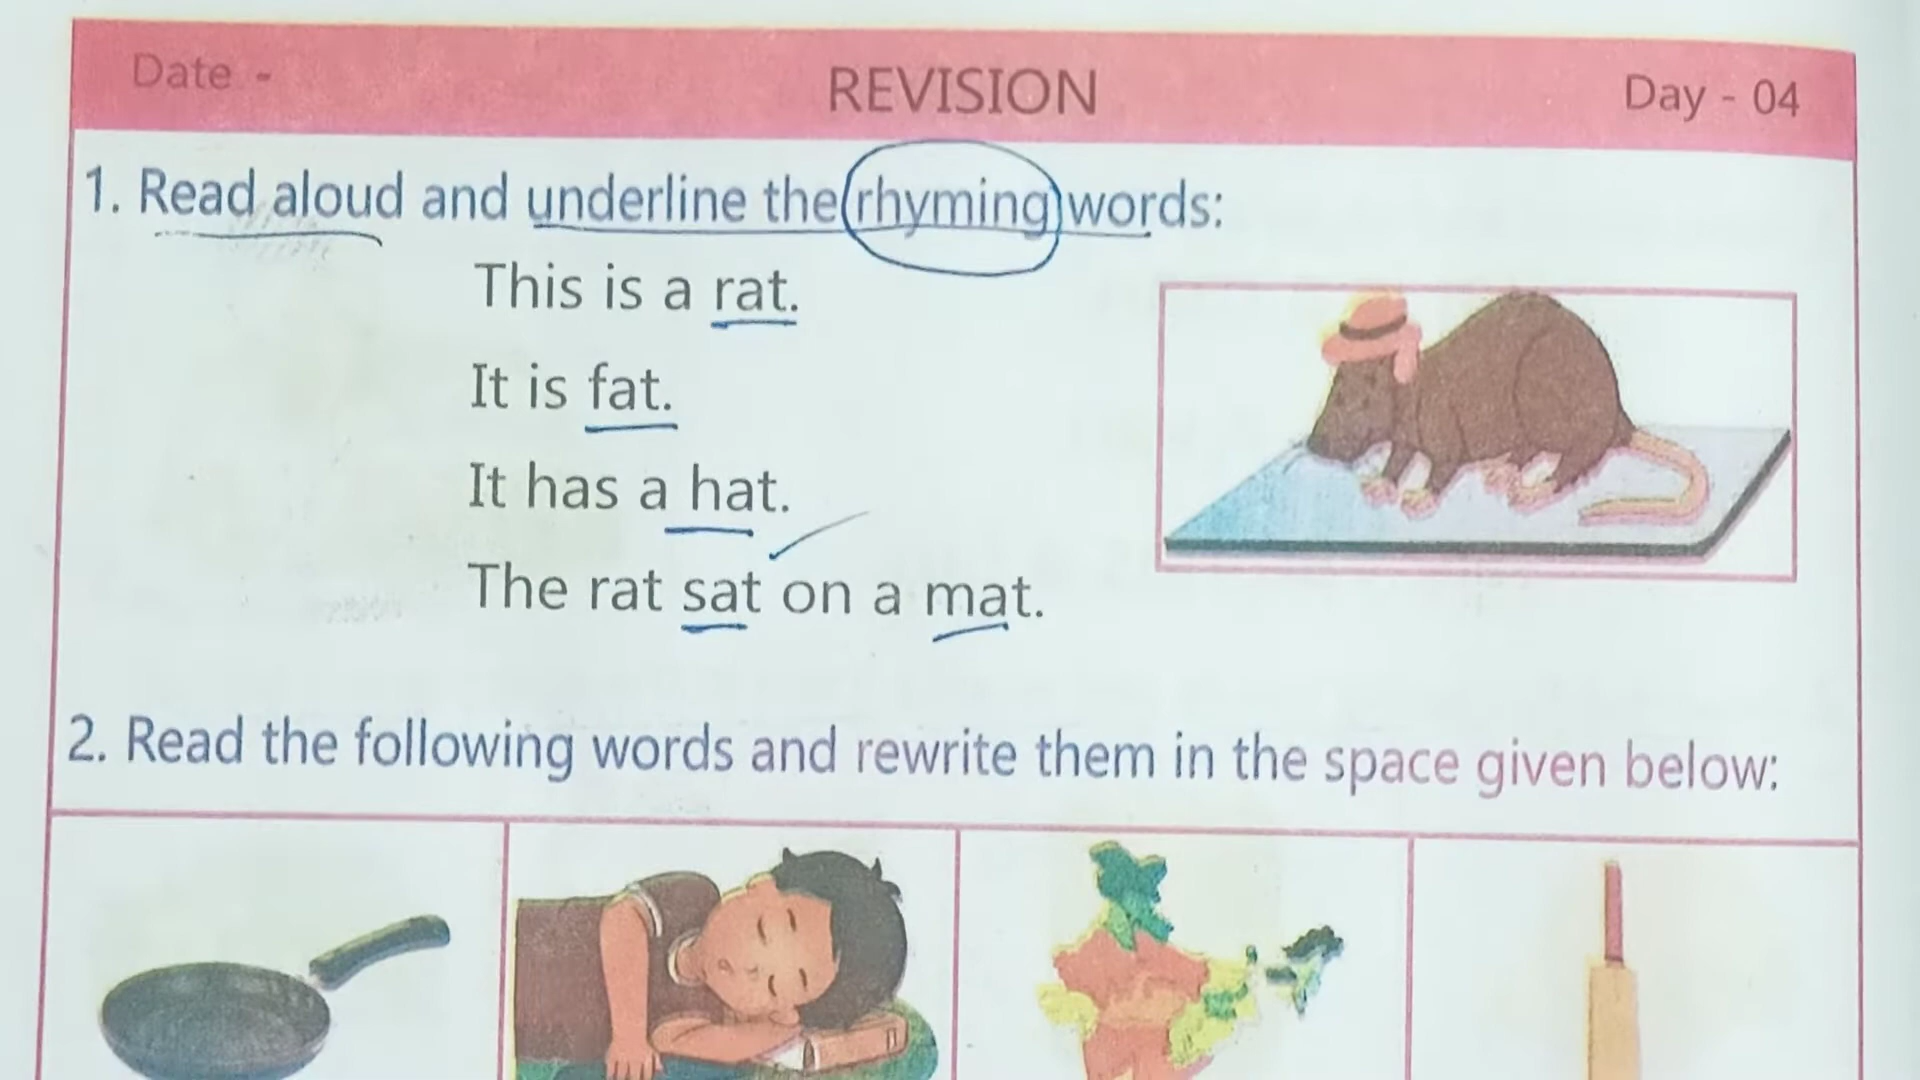 Date -
REVISION
Day - 04
1. Read aloud and underline the rhyming words:
This is a rat.
It is fat.
It has a hat.
The rat sat on a mat.
2. Read the following words and rewrite them in the space given below: